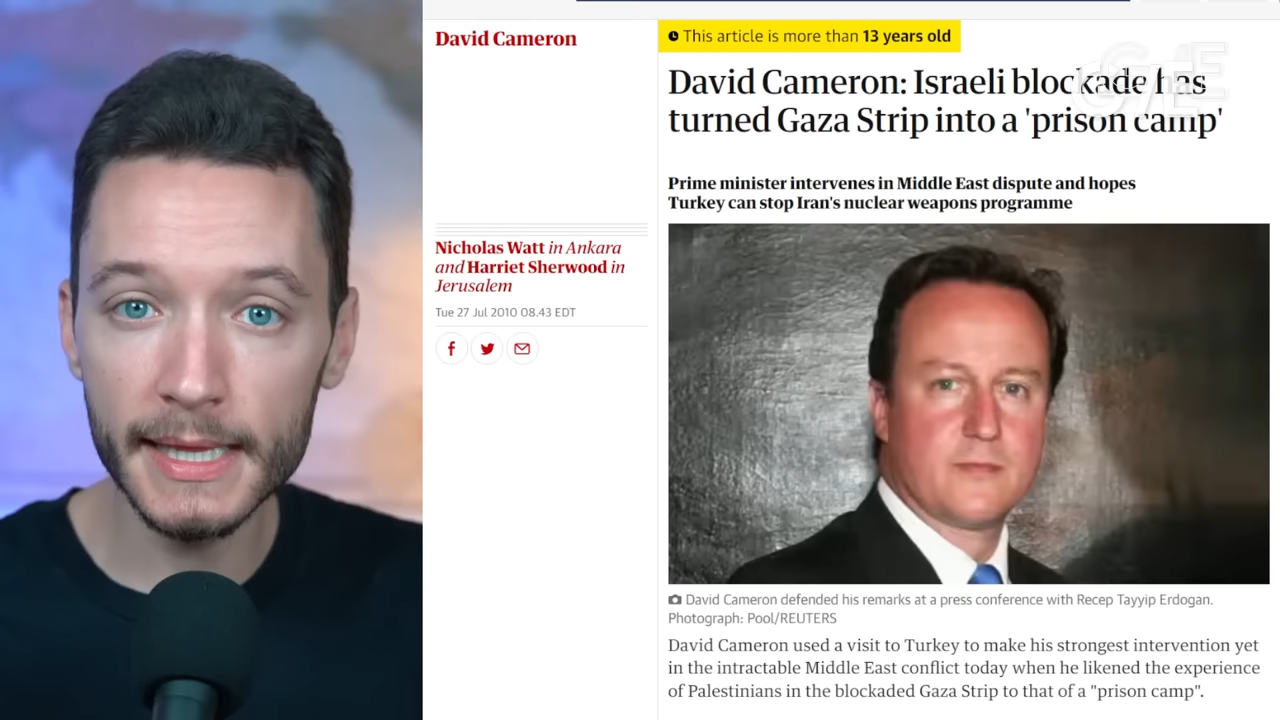 David Cameron
This article is more than 13 years old
David Cameron: Israeli blockade has
turned Gaza Strip into a 'prison camp'
Prime minister intervenes in Middle East dispute and hopes
Turkey can stop Iran's nuclear weapons programme
Nicholas Watt in Ankara
and Harriet Sherwood in
Jerusalem
Tue 27 Jul 2010 08.43 EDT
David Cameron defended his remarks at a press conference with Recep Tayyip Erdogan.
Photograph: Pool/REUTERS
David Cameron used a visit to Turkey to make his strongest intervention yet
in the intractable Middle East conflict today when he likened the experience
of Palestinians in the blockaded Gaza Strip to that of a "prison camp".